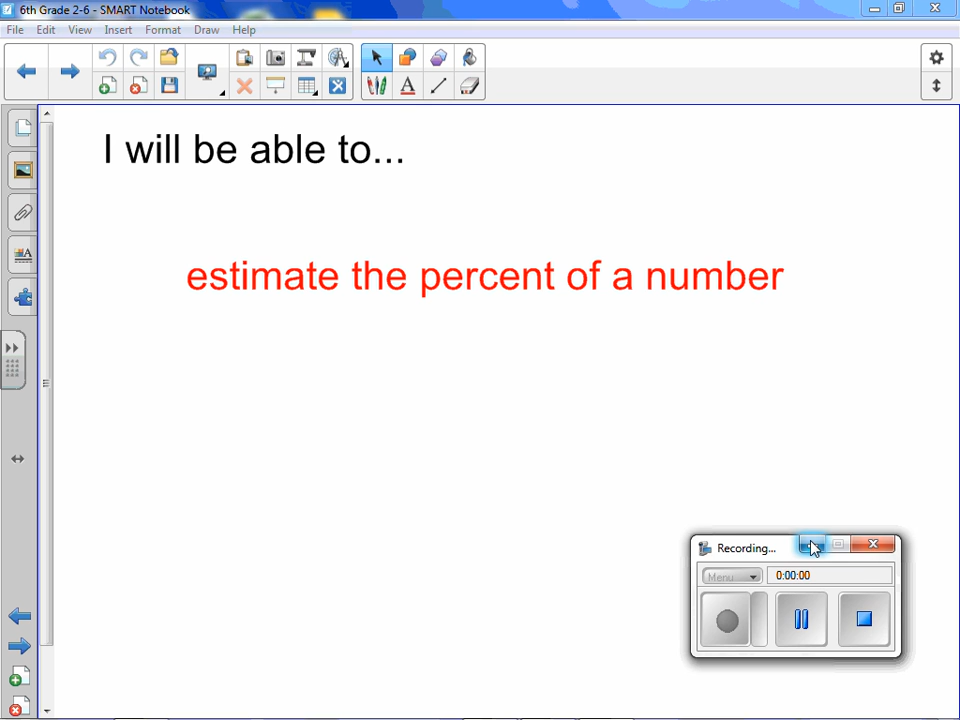 6th Grade 2-6 - SMART Notebook
File Edit View Insert Format Draw Help
I will be able to...
estimate the percent of a number
Recording...
Menu
0:00:00